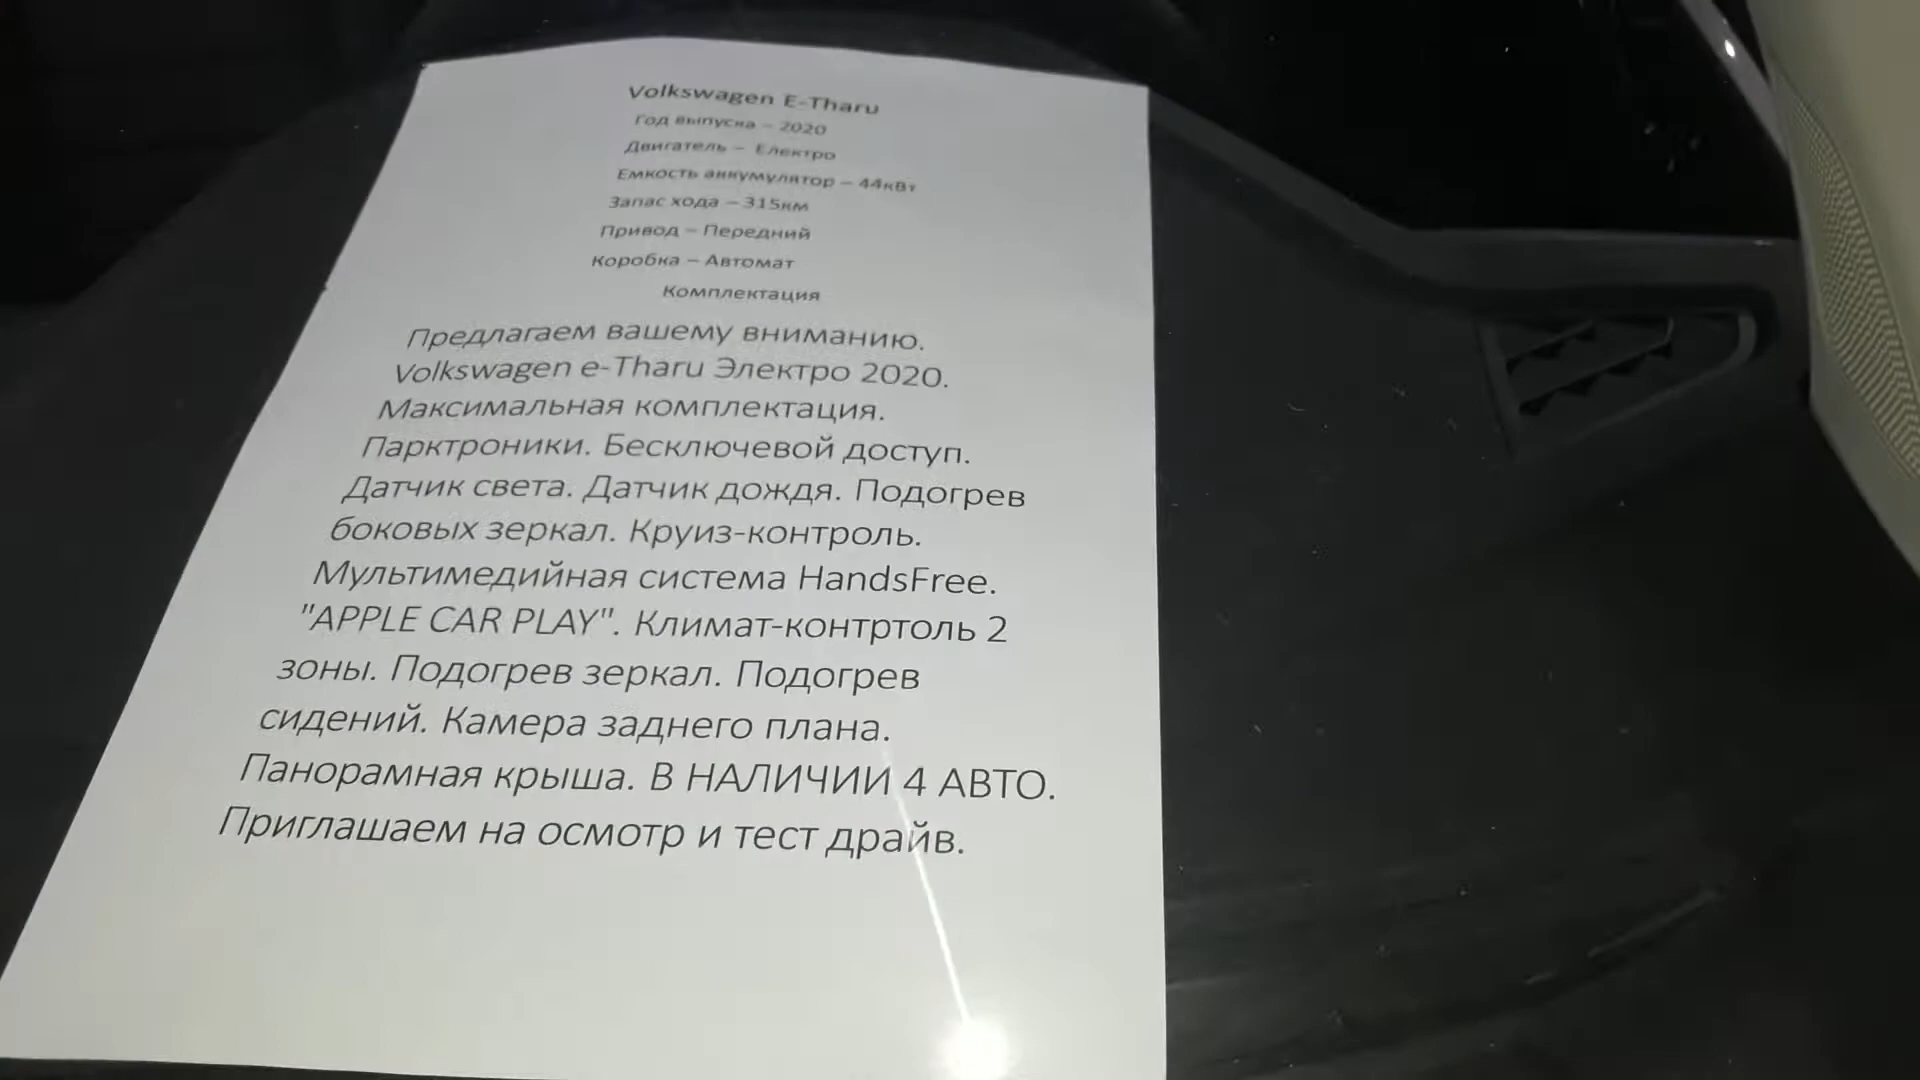 Volkswagen E-Tharu
Год выпуска – 2020
Двигатель – Електро
Емкость аккумулятор – 44кВт
Запас хода – 315км
Привод – Передний
Коробка – Автомат
Комплектация
Предлагаем вашему вниманию.
Volkswagen e-Tharu Электро 2020.
Максимальная комплектация.
Парктроники. Бесключевой доступ.
Датчик света. Датчик дождя. Подогрев
боковых зеркал. Круиз-контроль.
Мультимедийная система HandsFree.
"APPLE CAR PLAY". Климат-контртоль 2
зоны. Подогрев зеркал. Подогрев
сидений. Камера заднего плана.
Панорамная крыша. В НАЛИЧИИ 4 АВТО.
Приглашаем на осмотр и тест драйв.